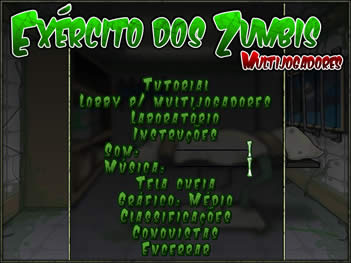 Exército dos Zumbis
Multijogadores
Tutorial
Lobby p/ multijogadores
Laboratório
Instruções
Som:
Música:
Tela cheia
Gráfico: Médio
Classificações
Conquistas
Encerrar